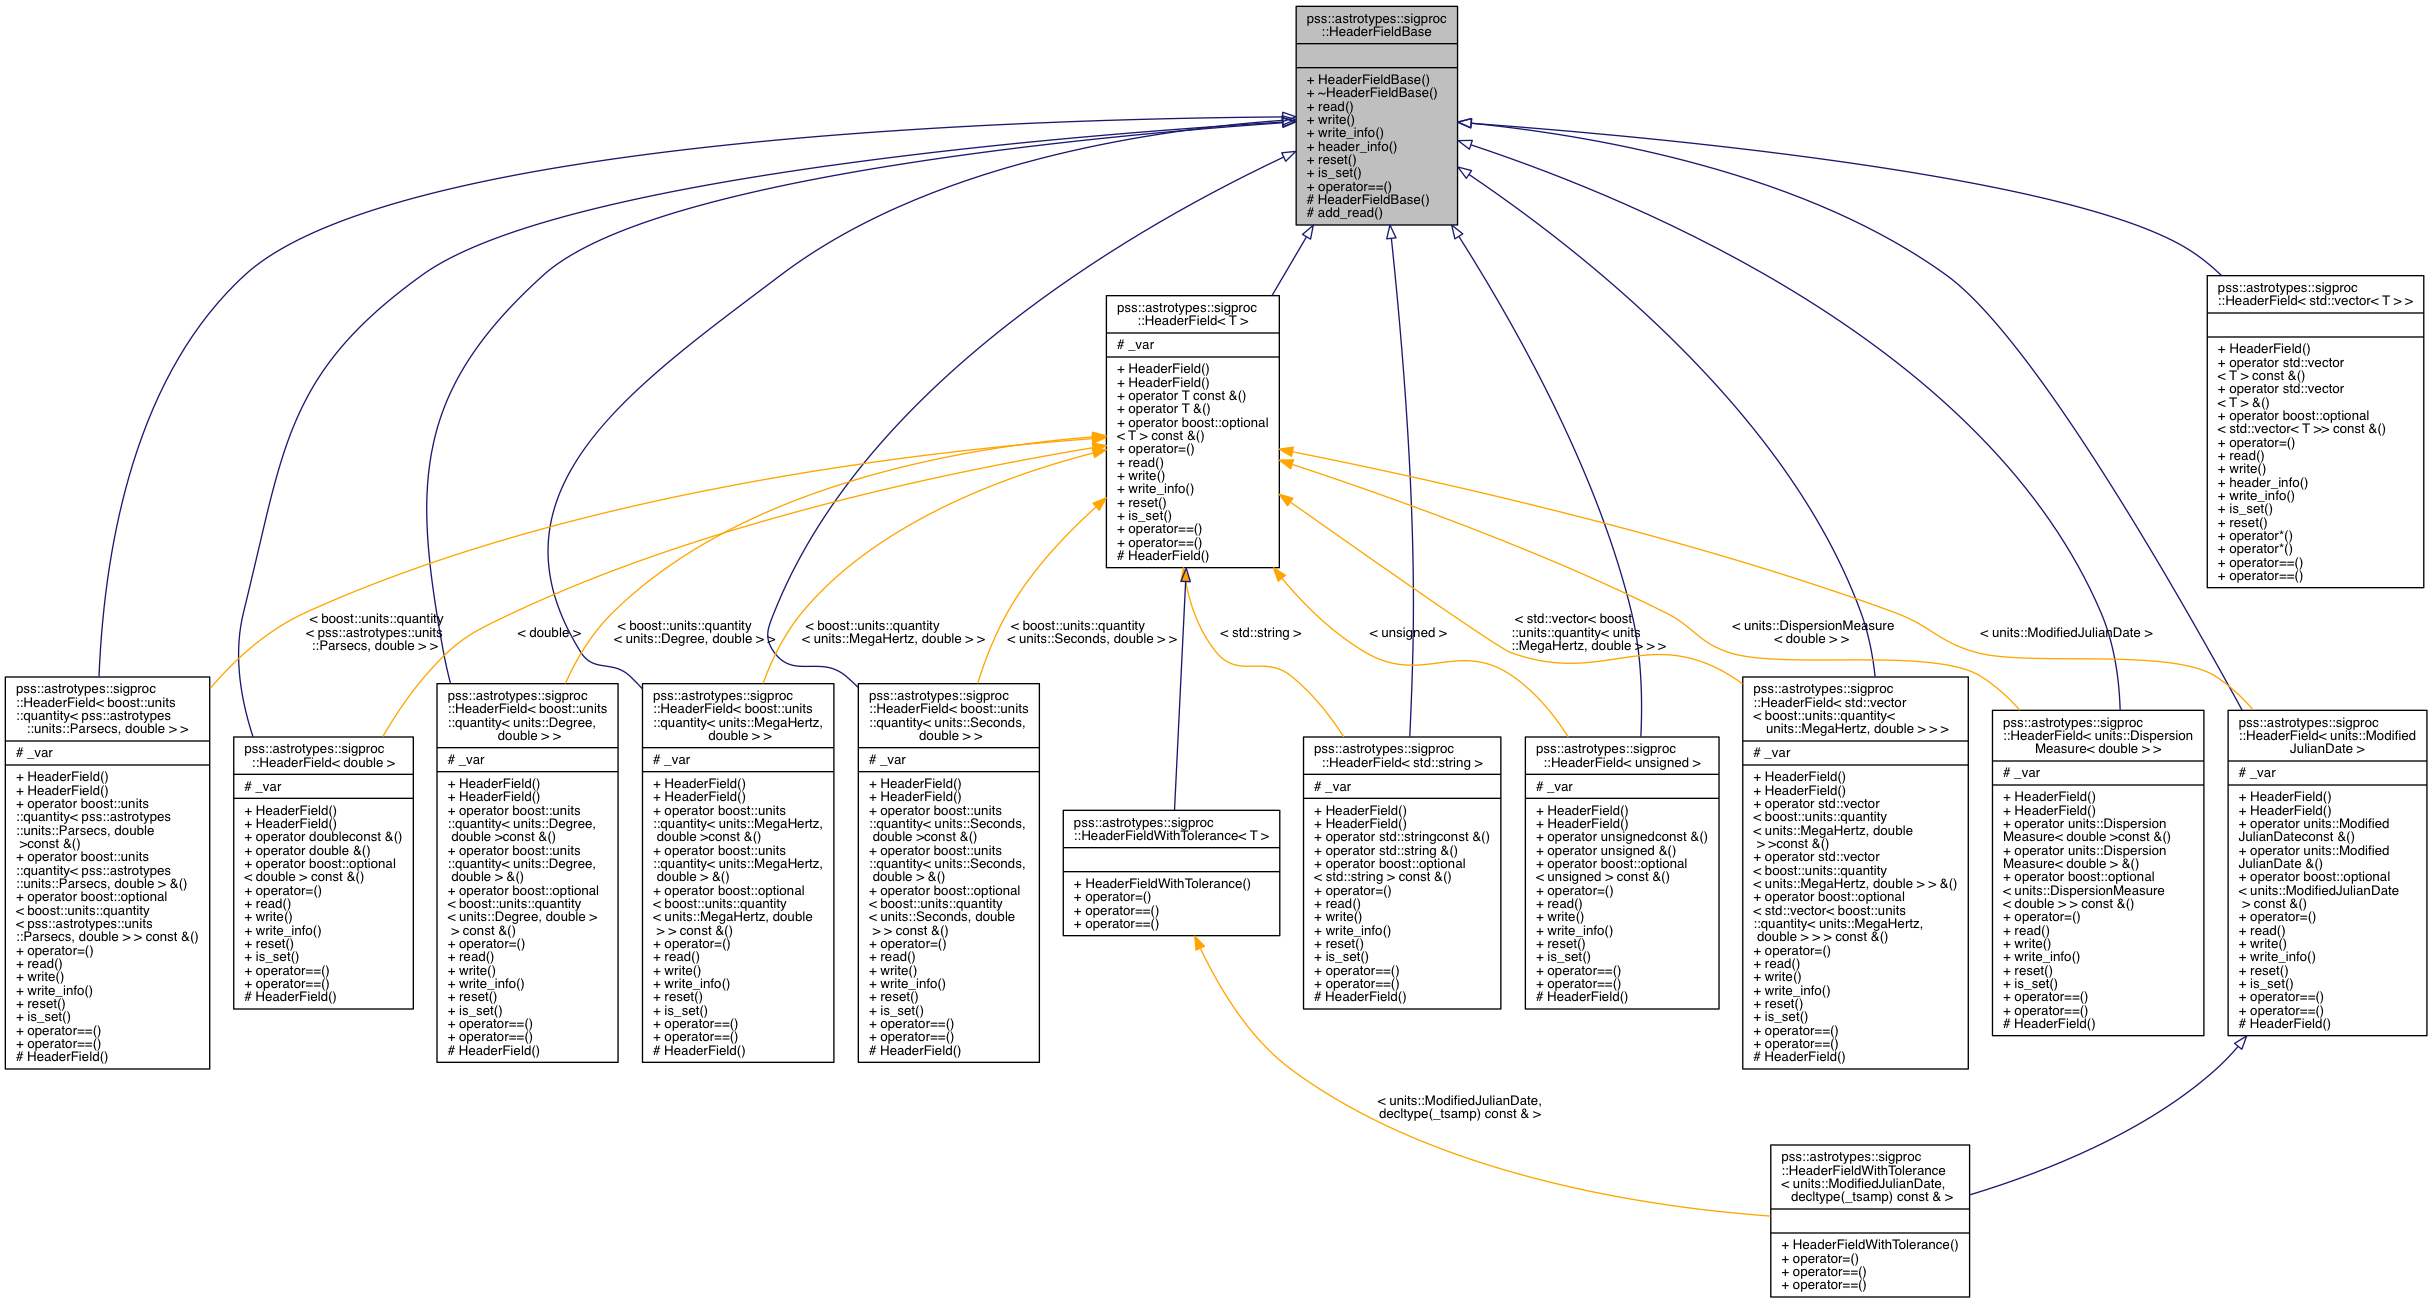 pss::astrotypes::sigproc
::HeaderFieldBase
+ HeaderFieldBase()
+ ~HeaderFieldBase()
+ read()
+ write()
+ write_info()
+ header_info()
+ reset()
+ is_set()
+ operator==()
# HeaderFieldBase()
# add_read()
pss::astrotypes::sigproc
::HeaderField< std::vector< T > >
+ HeaderField()
+ operator std::vector
< T > const &()
+ operator std::vector
< T > &()
+ operator boost::optional
< std::vector< T >> const &()
+ operator=()
+ read()
+ write()
+ header_info()
+ write_info()
+ is_set()
+ reset()
+ operator*()
+ operator*()
+ operator==()
+ operator==()
pss::astrotypes::sigproc
::HeaderField< T >
# _var
+ HeaderField()
+ HeaderField()
+ operator T const &()
+ operator T &()
+ operator boost::optional
< T > const &()
+ operator=()
+ read()
+ write()
+ write_info()
+ reset()
+ is_set()
+ operator==()
+ operator==()
# HeaderField()
< boost::units::quantity
< pss::astrotypes::units
::Parsecs, double > >
< double >
< boost::units::quantity
< units::Degree, double > >
< boost::units::quantity
< units::MegaHertz, double > >
< boost::units::quantity
< units::Seconds, double > >
< std::string >
< unsigned >
< std::vector< boost
::units::quantity< units
::MegaHertz, double > > >
< units::DispersionMeasure
< double > >
< units::ModifiedJulianDate >
pss::astrotypes::sigproc
::HeaderField< boost::units
::quantity< pss::astrotypes
::units::Parsecs, double > >
# _var
+ HeaderField()
+ HeaderField()
+ operator boost::units
::quantity< pss::astrotypes
::units::Parsecs, double
>const &()
+ operator boost::units
::quantity< pss::astrotypes
::units::Parsecs, double > &()
+ operator boost::optional
< boost::units::quantity
< pss::astrotypes::units
::Parsecs, double > > const &()
+ operator=()
+ read()
+ write()
+ write_info()
+ reset()
+ is_set()
+ operator==()
+ operator==()
# HeaderField()
pss::astrotypes::sigproc
::HeaderField< double >
# _var
+ HeaderField()
+ HeaderField()
+ operator doubleconst &()
+ operator double &()
+ operator boost::optional
< double > const &()
+ operator=()
+ read()
+ write()
+ write_info()
+ reset()
+ is_set()
+ operator==()
+ operator==()
# HeaderField()
pss::astrotypes::sigproc
::HeaderField< boost::units
::quantity< units::Degree,
double > >
# _var
+ HeaderField()
+ HeaderField()
+ operator boost::units
::quantity< units::Degree,
double >const &()
+ operator boost::units
::quantity< units::Degree,
double > &()
+ operator boost::optional
< boost::units::quantity
< units::Degree, double >
> const &()
+ operator=()
+ read()
+ write()
+ write_info()
+ reset()
+ is_set()
+ operator==()
+ operator==()
# HeaderField()
pss::astrotypes::sigproc
::HeaderField< boost::units
::quantity< units::MegaHertz,
double > >
# _var
+ HeaderField()
+ HeaderField()
+ operator boost::units
::quantity< units::MegaHertz,
double >const &()
+ operator boost::units
::quantity< units::MegaHertz,
double > &()
+ operator boost::optional
< boost::units::quantity
< units::MegaHertz, double
> > const &()
+ operator=()
+ read()
+ write()
+ write_info()
+ reset()
+ is_set()
+ operator==()
+ operator==()
# HeaderField()
pss::astrotypes::sigproc
::HeaderField< boost::units
::quantity< units::Seconds,
double > >
# _var
+ HeaderField()
+ HeaderField()
+ operator boost::units
::quantity< units::Seconds,
double >const &()
+ operator boost::units
::quantity< units::Seconds,
double > &()
+ operator boost::optional
< boost::units::quantity
< units::Seconds, double
> > const &()
+ operator=()
+ read()
+ write()
+ write_info()
+ reset()
+ is_set()
+ operator==()
+ operator==()
# HeaderField()
pss::astrotypes::sigproc
::HeaderFieldWithTolerance< T >
+ HeaderFieldWithTolerance()
+ operator=()
+ operator==()
+ operator==()
pss::astrotypes::sigproc
::HeaderField< std::string >
# _var
+ HeaderField()
+ HeaderField()
+ operator std::stringconst &()
+ operator std::string &()
+ operator boost::optional
< std::string > const &()
+ operator=()
+ read()
+ write()
+ write_info()
+ reset()
+ is_set()
+ operator==()
+ operator==()
# HeaderField()
pss::astrotypes::sigproc
::HeaderField< unsigned >
# _var
+ HeaderField()
+ HeaderField()
+ operator unsignedconst &()
+ operator unsigned &()
+ operator boost::optional
< unsigned > const &()
+ operator=()
+ read()
+ write()
+ write_info()
+ reset()
+ is_set()
+ operator==()
+ operator==()
# HeaderField()
pss::astrotypes::sigproc
::HeaderField< std::vector
< boost::units::quantity<
units::MegaHertz, double > > >
# _var
+ HeaderField()
+ HeaderField()
+ operator std::vector
< boost::units::quantity
< units::MegaHertz, double
> >const &()
+ operator std::vector
< boost::units::quantity
< units::MegaHertz, double > > &()
+ operator boost::optional
< std::vector< boost::units
::quantity< units::MegaHertz,
double > > > const &()
+ operator=()
+ read()
+ write()
+ write_info()
+ reset()
+ is_set()
+ operator==()
+ operator==()
# HeaderField()
pss::astrotypes::sigproc
::HeaderField< units::Dispersion
Measure< double > >
# _var
+ HeaderField()
+ HeaderField()
+ operator units::Dispersion
Measure< double >const &()
+ operator units::Dispersion
Measure< double > &()
+ operator boost::optional
< units::DispersionMeasure
< double > > const &()
+ operator=()
+ read()
+ write()
+ write_info()
+ reset()
+ is_set()
+ operator==()
+ operator==()
# HeaderField()
pss::astrotypes::sigproc
::HeaderField< units::Modified
JulianDate >
# _var
+ HeaderField()
+ HeaderField()
+ operator units::Modified
JulianDateconst &()
+ operator units::Modified
JulianDate &()
+ operator boost::optional
< units::ModifiedJulianDate
> const &()
+ operator=()
+ read()
+ write()
+ write_info()
+ reset()
+ is_set()
+ operator==()
+ operator==()
# HeaderField()
< units::ModifiedJulianDate,
decltype(_tsamp) const & >
pss::astrotypes::sigproc
::HeaderFieldWithTolerance
< units::ModifiedJulianDate,
decltype(_tsamp) const & >
+ HeaderFieldWithTolerance()
+ operator=()
+ operator==()
+ operator==()